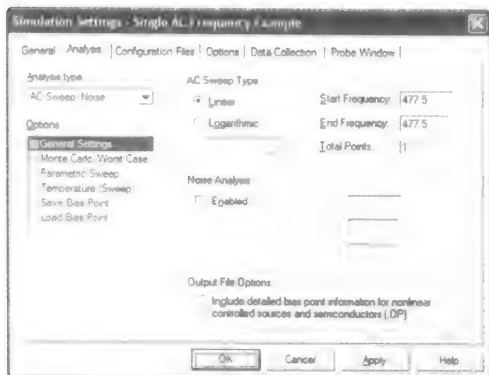 Simulation Settings - Single AC Frequency Example
General Analysis Configuration Files Options Data Collection Probe Window
Analysis type
AC Sweep/Noise
Options
General Settings
Monte Carlo/Worst Case
Parametric Sweep
Temperature (Sweep)
Save Bias Point
Load Bias Point
AC Sweep Type
Linear
Logarithmic
Start Frequency: 477.5
End Frequency: 477.5
Total Points: 1
Noise Analysis
Enabled
Output File Options
Include detailed bias point information for nonlinear
controlled sources and semiconductors (.OP)
OK Cancel Apply Help